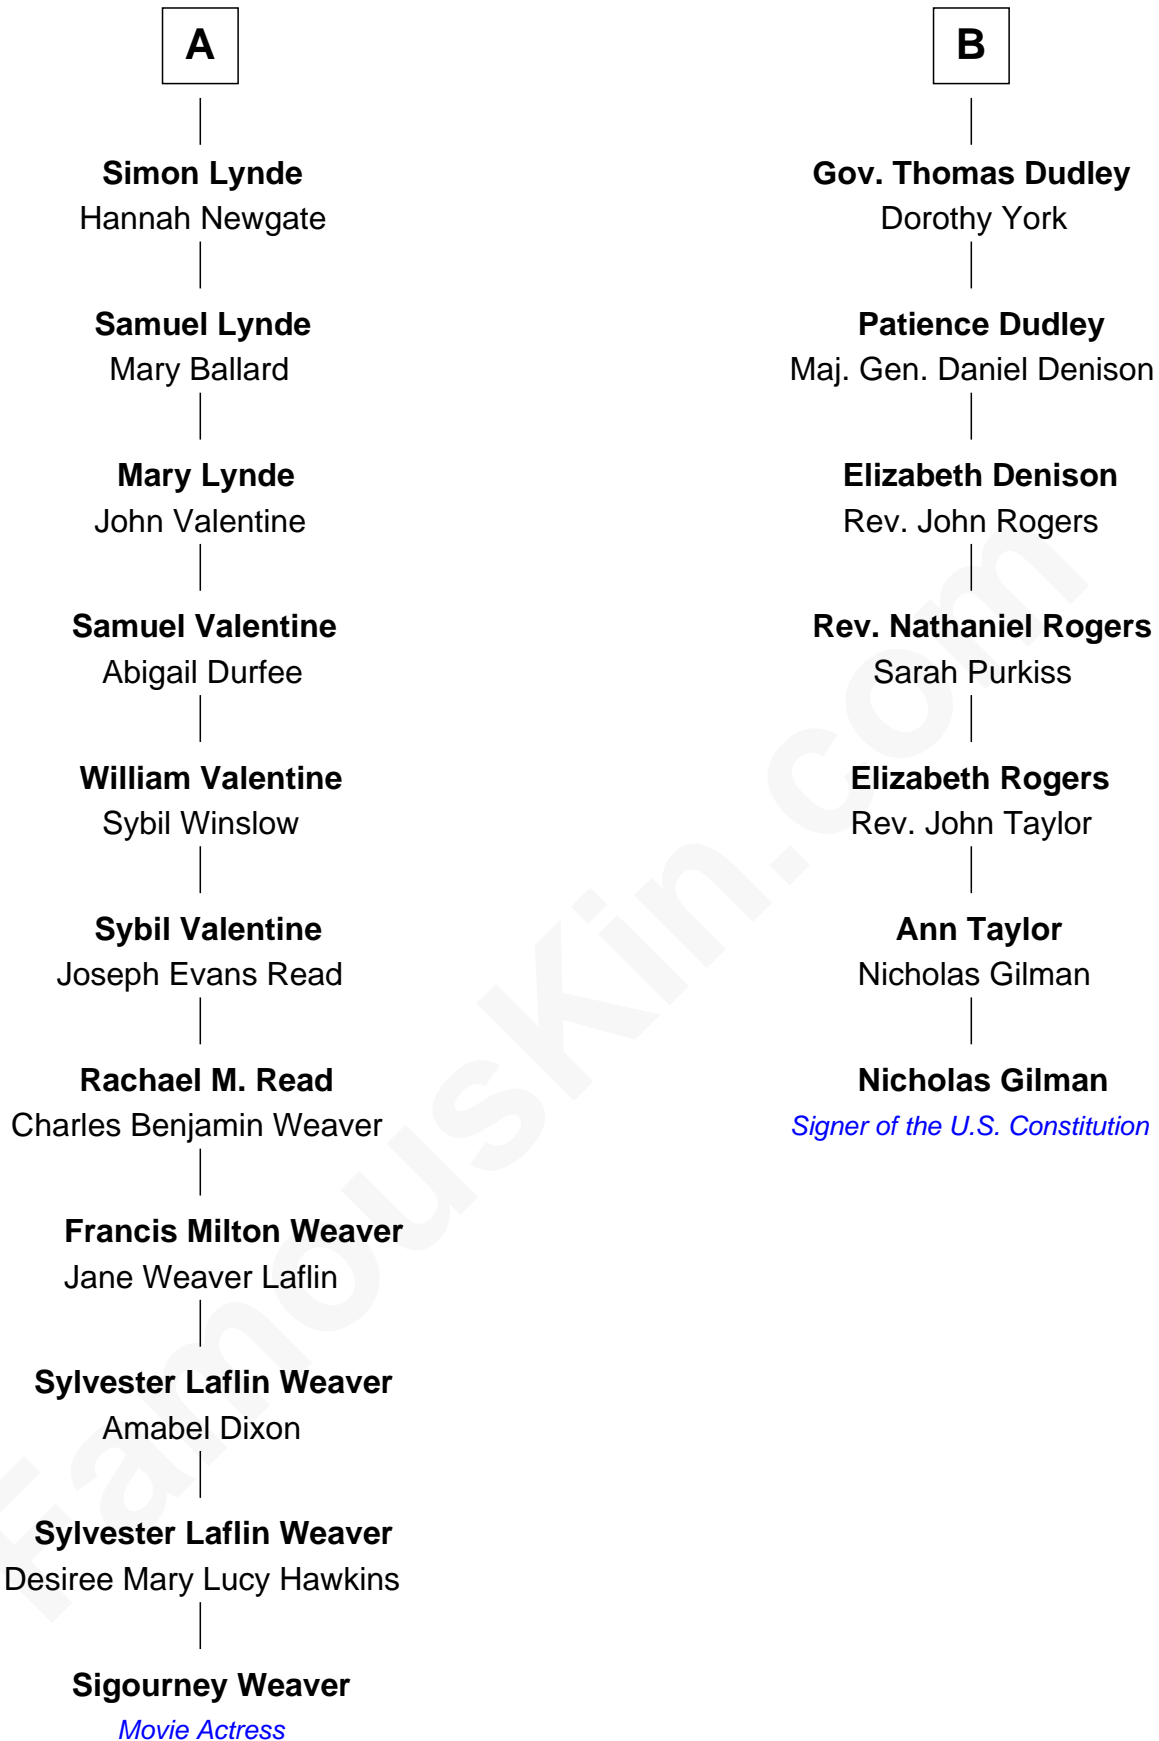 A
Simon Lynde
Hannah Newgate
Samuel Lynde
Mary Ballard
Mary Lynde
John Valentine
Samuel Valentine
Abigail Durfee
William Valentine
Sybil Winslow
Sybil Valentine
Joseph Evans Read
Rachael M. Read
Charles Benjamin Weaver
Francis Milton Weaver
Jane Weaver Laflin
Sylvester Laflin Weaver
Amabel Dixon
Sylvester Laflin Weaver
Desiree Mary Lucy Hawkins
Sigourney Weaver
Movie Actress
B
Gov. Thomas Dudley
Dorothy York
Patience Dudley
Maj. Gen. Daniel Denison
Elizabeth Denison
Rev. John Rogers
Rev. Nathaniel Rogers
Sarah Purkiss
Elizabeth Rogers
Rev. John Taylor
Ann Taylor
Nicholas Gilman
Nicholas Gilman
Signer of the U.S. Constitution
FamousKin.com